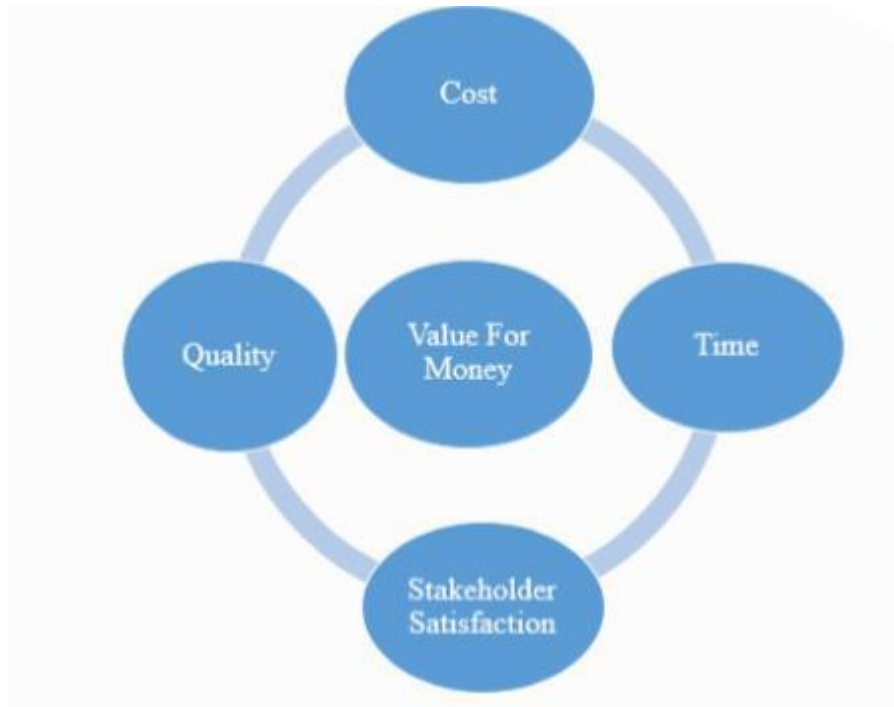 Cost
Quality
Value For
Money
Time
Stakeholder
Satisfaction